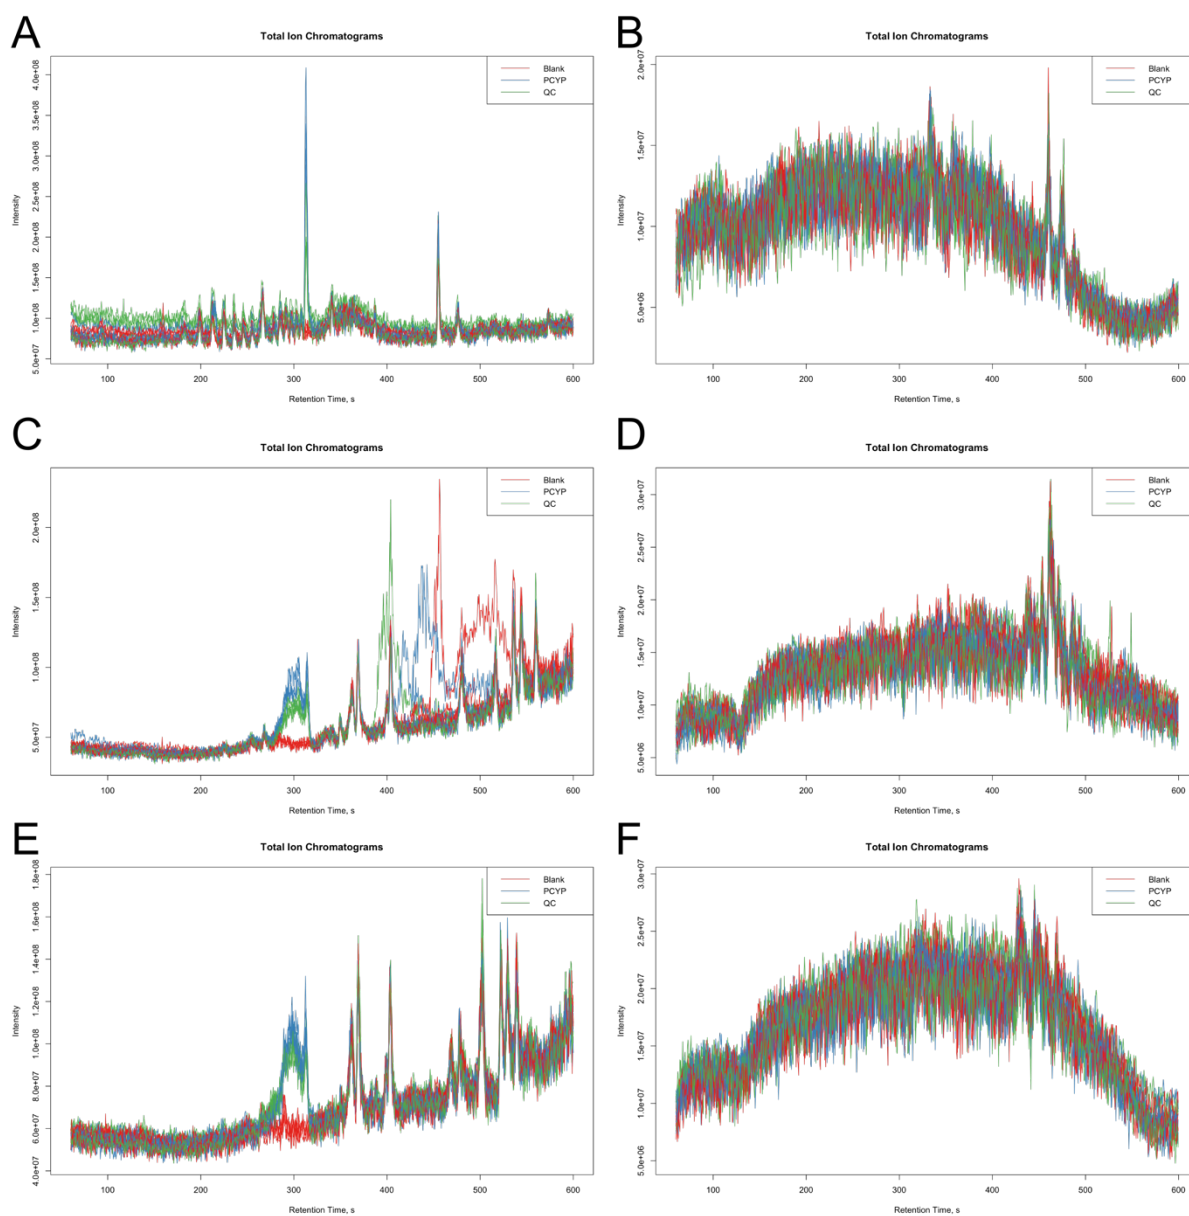 A
Total Ion Chromatograms
Blank
PCYP
QC
Intensity
5.0e+07 1.0e+08 1.5e+08 2.0e+08 2.5e+08 3.0e+08 3.5e+08 4.0e+08
100 200 300 400 500 600
Retention Time, s
B
Total Ion Chromatograms
Blank
PCYP
QC
Intensity
5.0e+06 1.0e+07 1.5e+07 2.0e+07
100 200 300 400 500 600
Retention Time, s
C
Total Ion Chromatograms
Blank
PCYP
QC
Intensity
5.0e+07 1.0e+08 1.5e+08 2.0e+08
100 200 300 400 500 600
Retention Time, s
D
Total Ion Chromatograms
Blank
PCYP
QC
Intensity
5.0e+06 1.0e+07 1.5e+07 2.0e+07 2.5e+07 3.0e+07
100 200 300 400 500 600
Retention Time, s
E
Total Ion Chromatograms
Blank
PCYP
QC
Intensity
4.0e+07 6.0e+07 8.0e+07 1.0e+08 1.2e+08 1.4e+08 1.6e+08 1.8e+08
100 200 300 400 500 600
Retention Time, s
F
Total Ion Chromatograms
Blank
PCYP
QC
Intensity
5.0e+06 1.0e+07 1.5e+07 2.0e+07 2.5e+07 3.0e+07
100 200 300 400 500 600
Retention Time, s